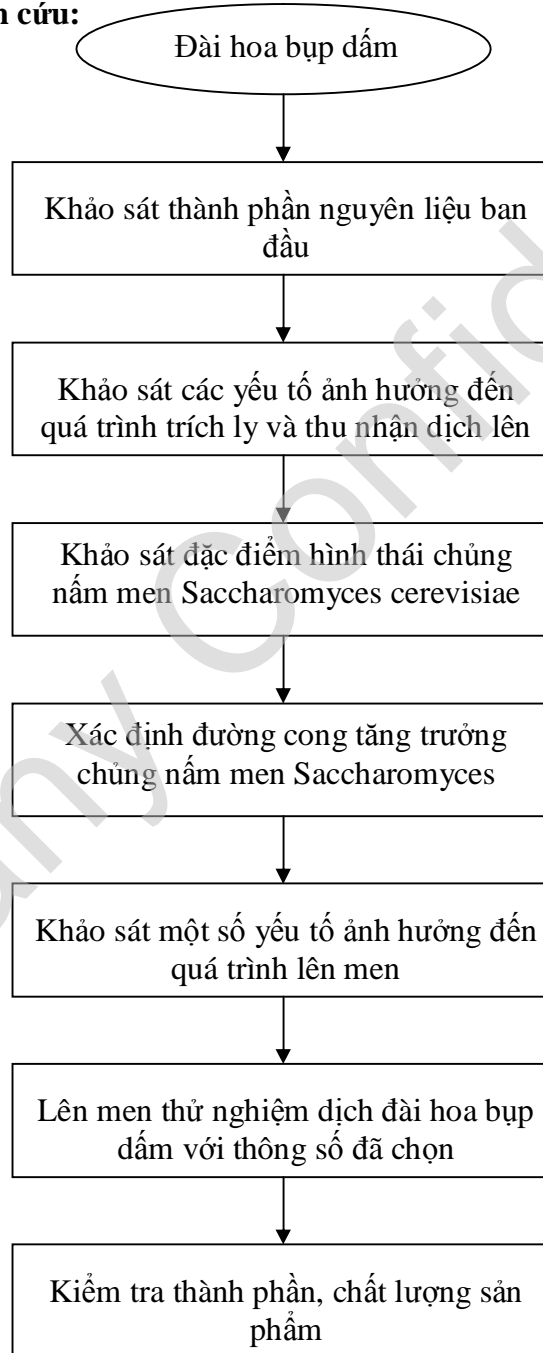 n cứu:
Đài hoa bụp dấm
Khảo sát thành phần nguyên liệu ban
đầu
Khảo sát các yếu tố ảnh hưởng đến
quá trình trích ly và thu nhận dịch lên
Khảo sát đặc điểm hình thái chủng
nấm men Saccharomyces cerevisiae
Xác định đường cong tăng trưởng
chủng nấm men Saccharomyces
Khảo sát một số yếu tố ảnh hưởng đến
quá trình lên men
Lên men thử nghiệm dịch đài hoa bụp
dấm với thông số đã chọn
Kiểm tra thành phần, chất lượng sản
phẩm
any Confid